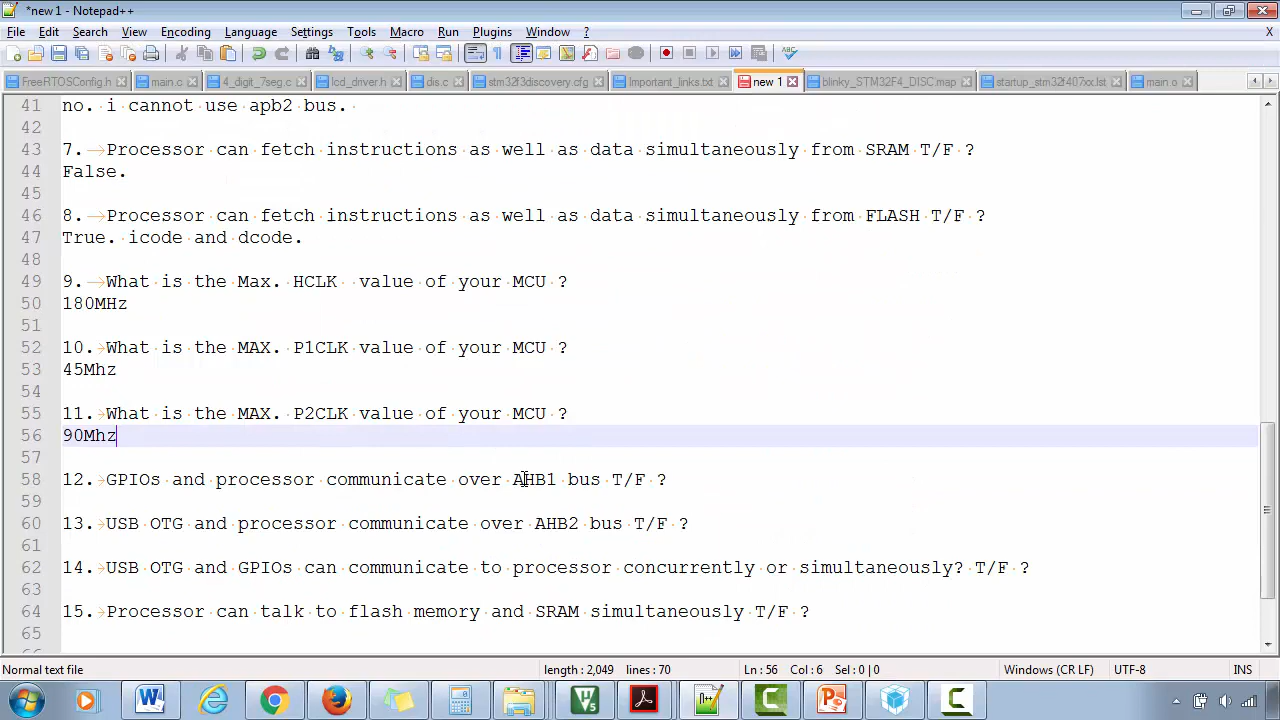 *new 1 - Notepad++
File Edit Search View Encoding Language Settings Tools Macro Run Plugins Window ? X
FreeRTOSConfig.h main.c 4_digit_7seg.c lcd_driver.h dis.c stm32f3discovery.cfg Important_links.txt new 1 blinky_STM32F4_DISC.map startup_stm32f407xx.lst main.o
41 no. i cannot use apb2 bus.
42
43 7. Processor can fetch instructions as well as data simultaneously from SRAM T/F ?
44 False.
45
46 8. Processor can fetch instructions as well as data simultaneously from FLASH T/F ?
47 True. icode and dcode.
48
49 9. What is the Max. HCLK value of your MCU ?
50 180MHz
51
52 10. What is the MAX. P1CLK value of your MCU ?
53 45Mhz
54
55 11. What is the MAX. P2CLK value of your MCU ?
56 90Mhz
57
58 12. GPIOs and processor communicate over AHB1 bus T/F ?
59
60 13. USB OTG and processor communicate over AHB2 bus T/F ?
61
62 14. USB OTG and GPIOs can communicate to processor concurrently or simultaneously? T/F ?
63
64 15. Processor can talk to flash memory and SRAM simultaneously T/F ?
65
Normal text file length : 2,049 lines : 70 Ln : 56 Col : 6 Sel : 0 | 0 Windows (CR LF) UTF-8 INS